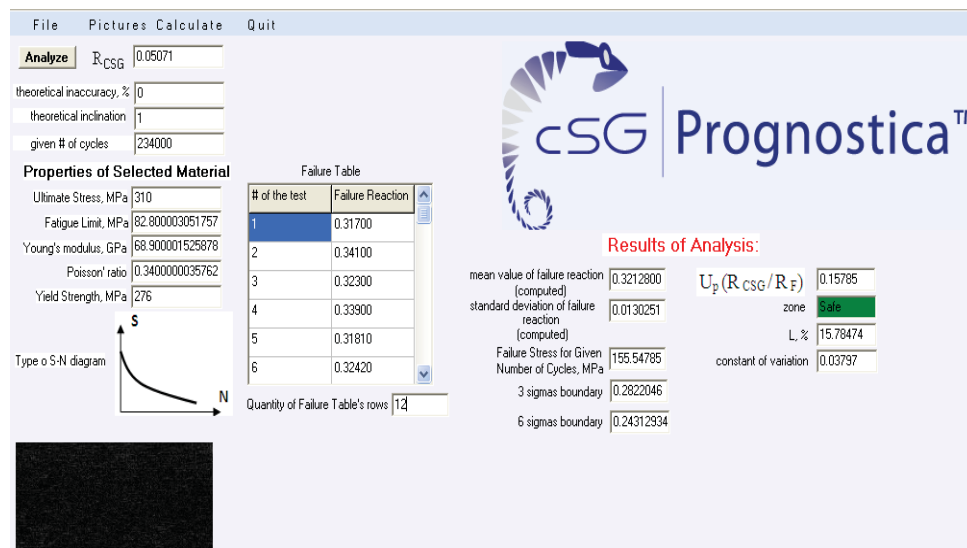 File Pictures Calculate Quit
Analyze R CSG 0.05071
theoretical inaccuracy, % 0
theoretical inclination 1
given # of cycles 234000
Properties of Selected Material
Ultimate Stress, MPa 310
Fatigue Limit, MPa 82.800003051757
Young's modulus, GPa 68.900001525878
Poisson' ratio 0.3400000035762
Yield Strength, MPa 276
Type o S-N diagram
S
N
Failure Table
# of the test Failure Reaction
1 0.31700
2 0.34100
3 0.32300
4 0.33900
5 0.31810
6 0.32420
Quantity of Failure Table's rows 12
cSG Prognostica TM
Results of Analysis:
mean value of failure reaction 0.3212800
(computed)
standard deviation of failure 0.0130251
reaction
(computed)
Failure Stress for Given 155.54785
Number of Cycles, MPa
3 sigmas boundary 0.2822046
6 sigmas boundary 0.24312934
Up (R CSG / R F) 0.15785
zone Safe
L, % 15.78474
constant of variation 0.03797